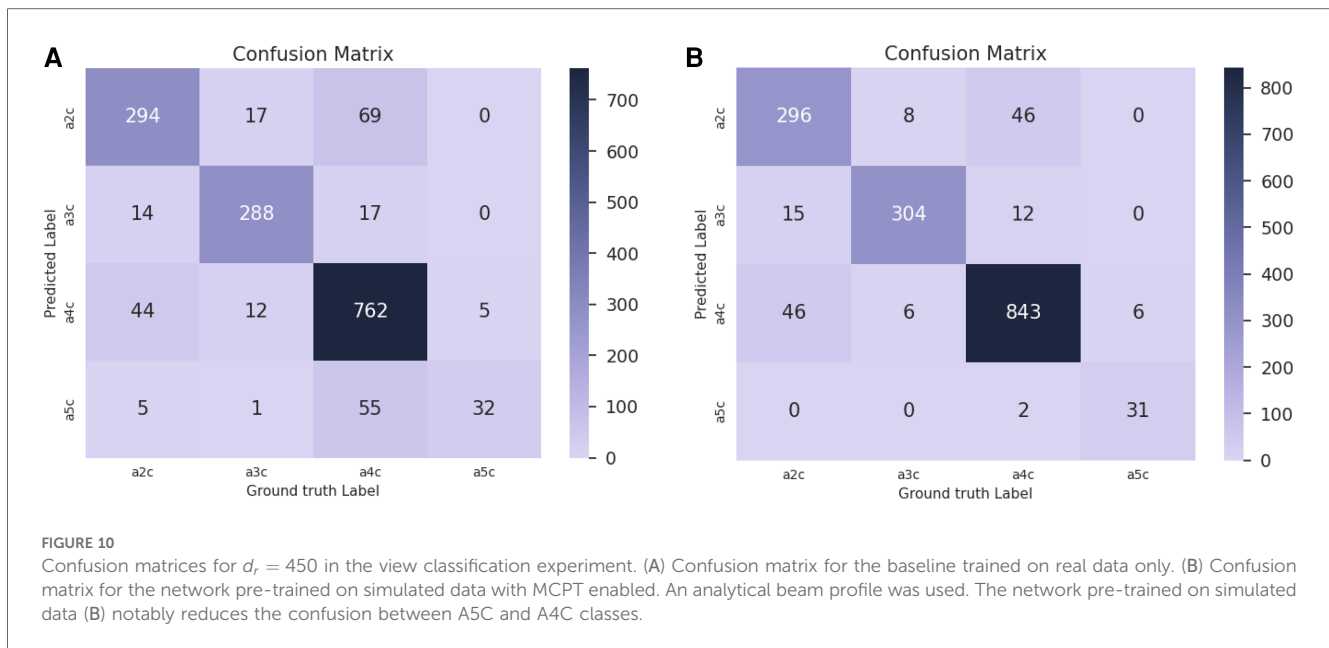 A
Confusion Matrix
Predicted Label
a2c
294 17 69 0
a3c
14 288 17 0
a4c
44 12 762 5
a5c
5 1 55 32
a2c a3c a4c a5c
Ground truth Label
700
600
500
400
300
200
100
0
B
Confusion Matrix
Predicted Label
a2c
296 8 46 0
a3c
15 304 12 0
a4c
46 6 843 6
a5c
0 0 2 31
a2c a3c a4c a5c
Ground truth Label
800
700
600
500
400
300
200
100
0
FIGURE 10
Confusion matrices for dᵣ = 450 in the view classification experiment. (A) Confusion matrix for the baseline trained on real data only. (B) Confusion
matrix for the network pre-trained on simulated data with MCPT enabled. An analytical beam profile was used. The network pre-trained on simulated
data (B) notably reduces the confusion between A5C and A4C classes.